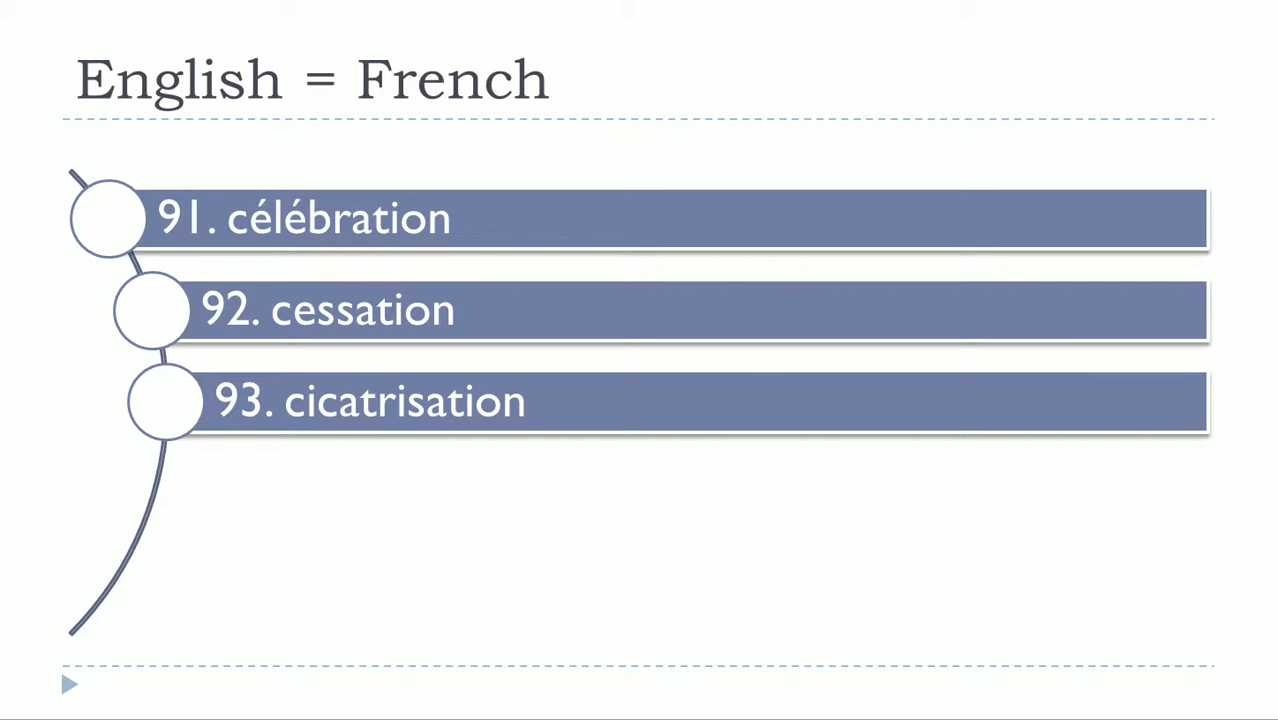 English = French
91. célébration
92. cessation
93. cicatrisation